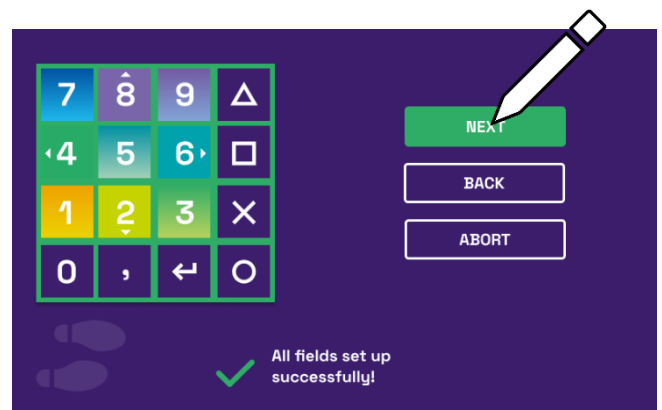 7 8 9
4 5 6
1 2 3
0 ,
NEXT
BACK
ABORT
All fields set up
successfully!